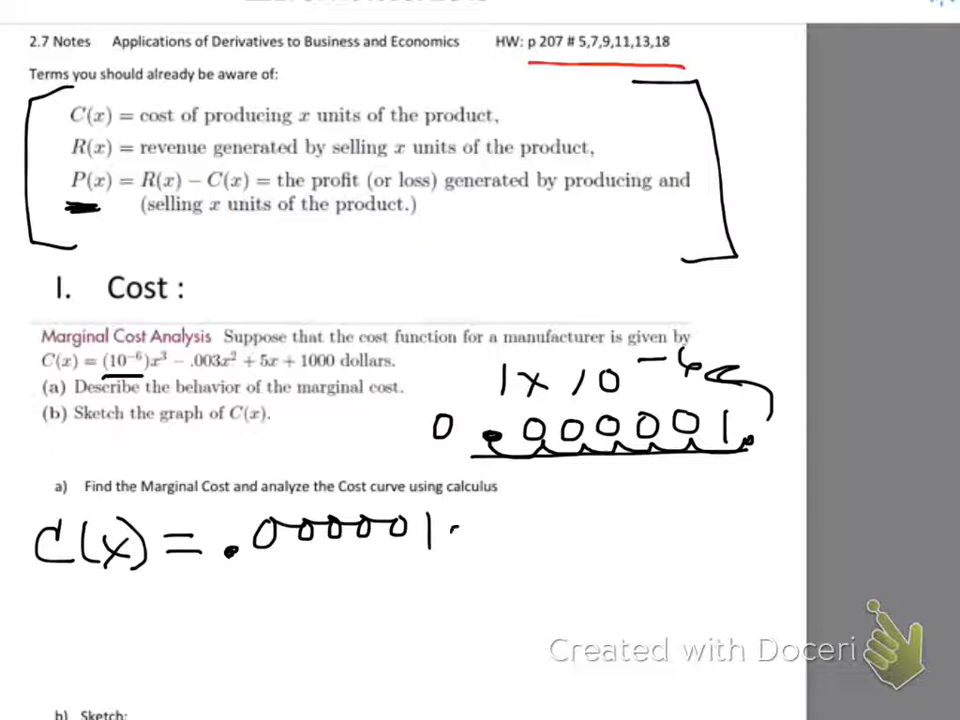 2.7 Notes Applications of Derivatives to Business and Economics HW: p 207 # 5,7,9,11,13,18
Terms you should already be aware of:
C(x) = cost of producing x units of the product,
R(x) = revenue generated by selling x units of the product,
P(x) = R(x) − C(x) = the profit (or loss) generated by producing and
(selling x units of the product.)
I. Cost :
Marginal Cost Analysis Suppose that the cost function for a manufacturer is given by
C(x) = (10⁻⁶)x³ − .003x² + 5x + 1000 dollars.
(a) Describe the behavior of the marginal cost.
(b) Sketch the graph of C(x).
1 x 10⁻⁶
0 .000001.
a) Find the Marginal Cost and analyze the Cost curve using calculus
C(x) = .000001
Created with Doceri
b) Sketch: